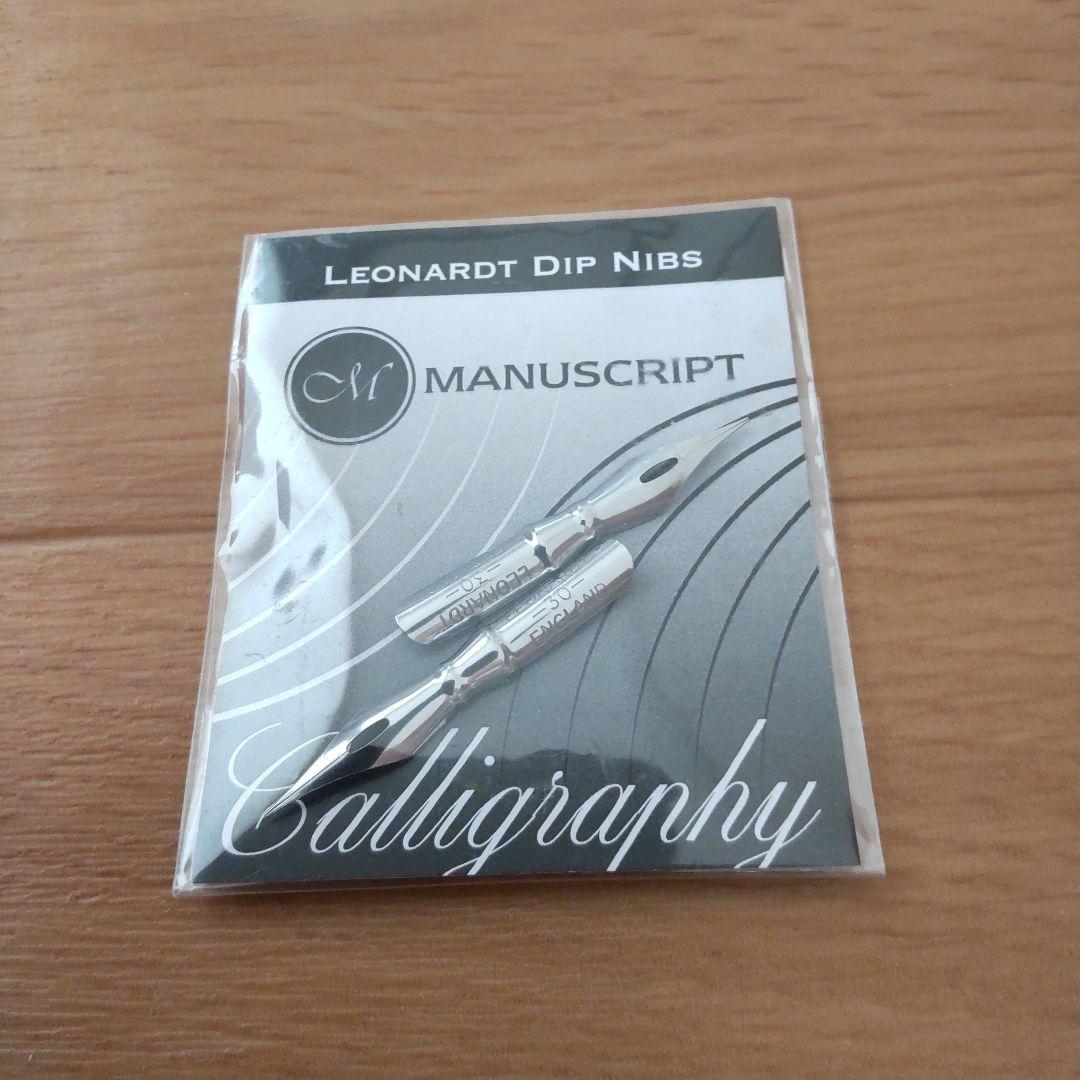 LEONARDT DIP NIBS
M MANUSCRIPT
-30-
LEONARDT
-30-
ENGLAND
Calligraphy